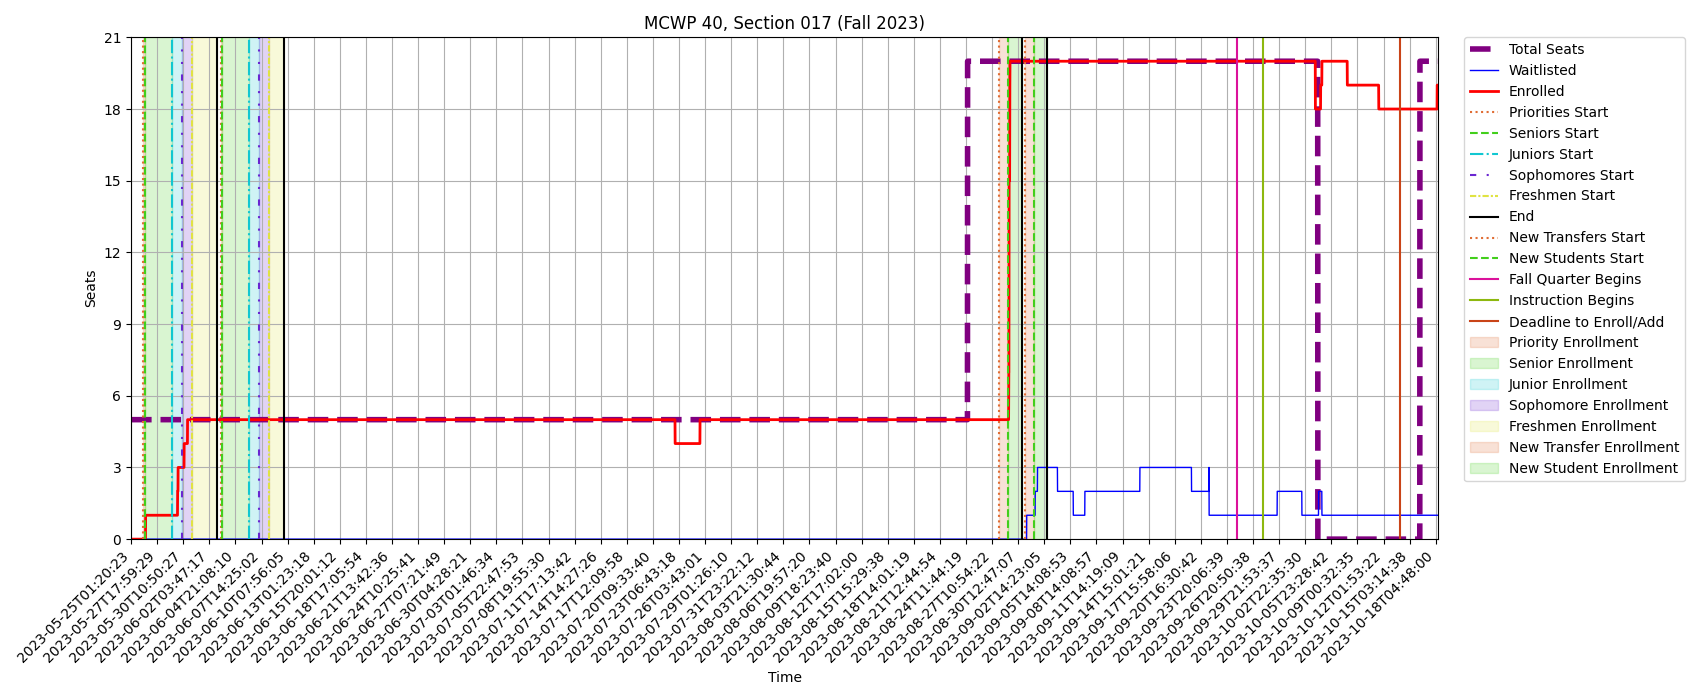 MCWP 40, Section 017 (Fall 2023)
21
18
15
12
9
6
3
0
Seats
2023-05-25T01:20:23
2023-05-27T17:59:29
2023-05-30T10:50:27
2023-06-02T03:47:17
2023-06-04T21:08:10
2023-06-07T14:25:02
2023-06-10T07:56:05
2023-06-13T01:23:18
2023-06-15T20:01:12
2023-06-18T17:05:54
2023-06-21T13:42:36
2023-06-24T10:25:41
2023-06-27T07:21:49
2023-06-30T04:28:21
2023-07-03T01:46:34
2023-07-05T22:47:53
2023-07-08T19:55:30
2023-07-11T17:13:42
2023-07-14T14:27:26
2023-07-17T12:09:58
2023-07-20T09:33:40
2023-07-23T06:43:18
2023-07-26T03:43:01
2023-07-29T01:26:10
2023-07-31T23:22:12
2023-08-03T21:30:44
2023-08-06T19:57:20
2023-08-09T18:23:40
2023-08-12T17:02:00
2023-08-15T15:29:38
2023-08-18T14:01:19
2023-08-21T12:44:54
2023-08-24T11:44:19
2023-08-27T10:54:22
2023-08-30T12:47:07
2023-09-02T14:23:05
2023-09-05T14:08:53
2023-09-08T14:08:57
2023-09-11T14:19:09
2023-09-14T15:01:21
2023-09-17T15:58:06
2023-09-20T16:30:42
2023-09-23T20:06:39
2023-09-26T20:50:38
2023-09-29T21:53:37
2023-10-02T22:35:30
2023-10-05T23:28:42
2023-10-09T00:32:35
2023-10-12T01:53:22
2023-10-15T03:14:38
2023-10-18T04:48:00
Time
Total Seats
Waitlisted
Enrolled
Priorities Start
Seniors Start
Juniors Start
Sophomores Start
Freshmen Start
End
New Transfers Start
New Students Start
Fall Quarter Begins
Instruction Begins
Deadline to Enroll/Add
Priority Enrollment
Senior Enrollment
Junior Enrollment
Sophomore Enrollment
Freshmen Enrollment
New Transfer Enrollment
New Student Enrollment